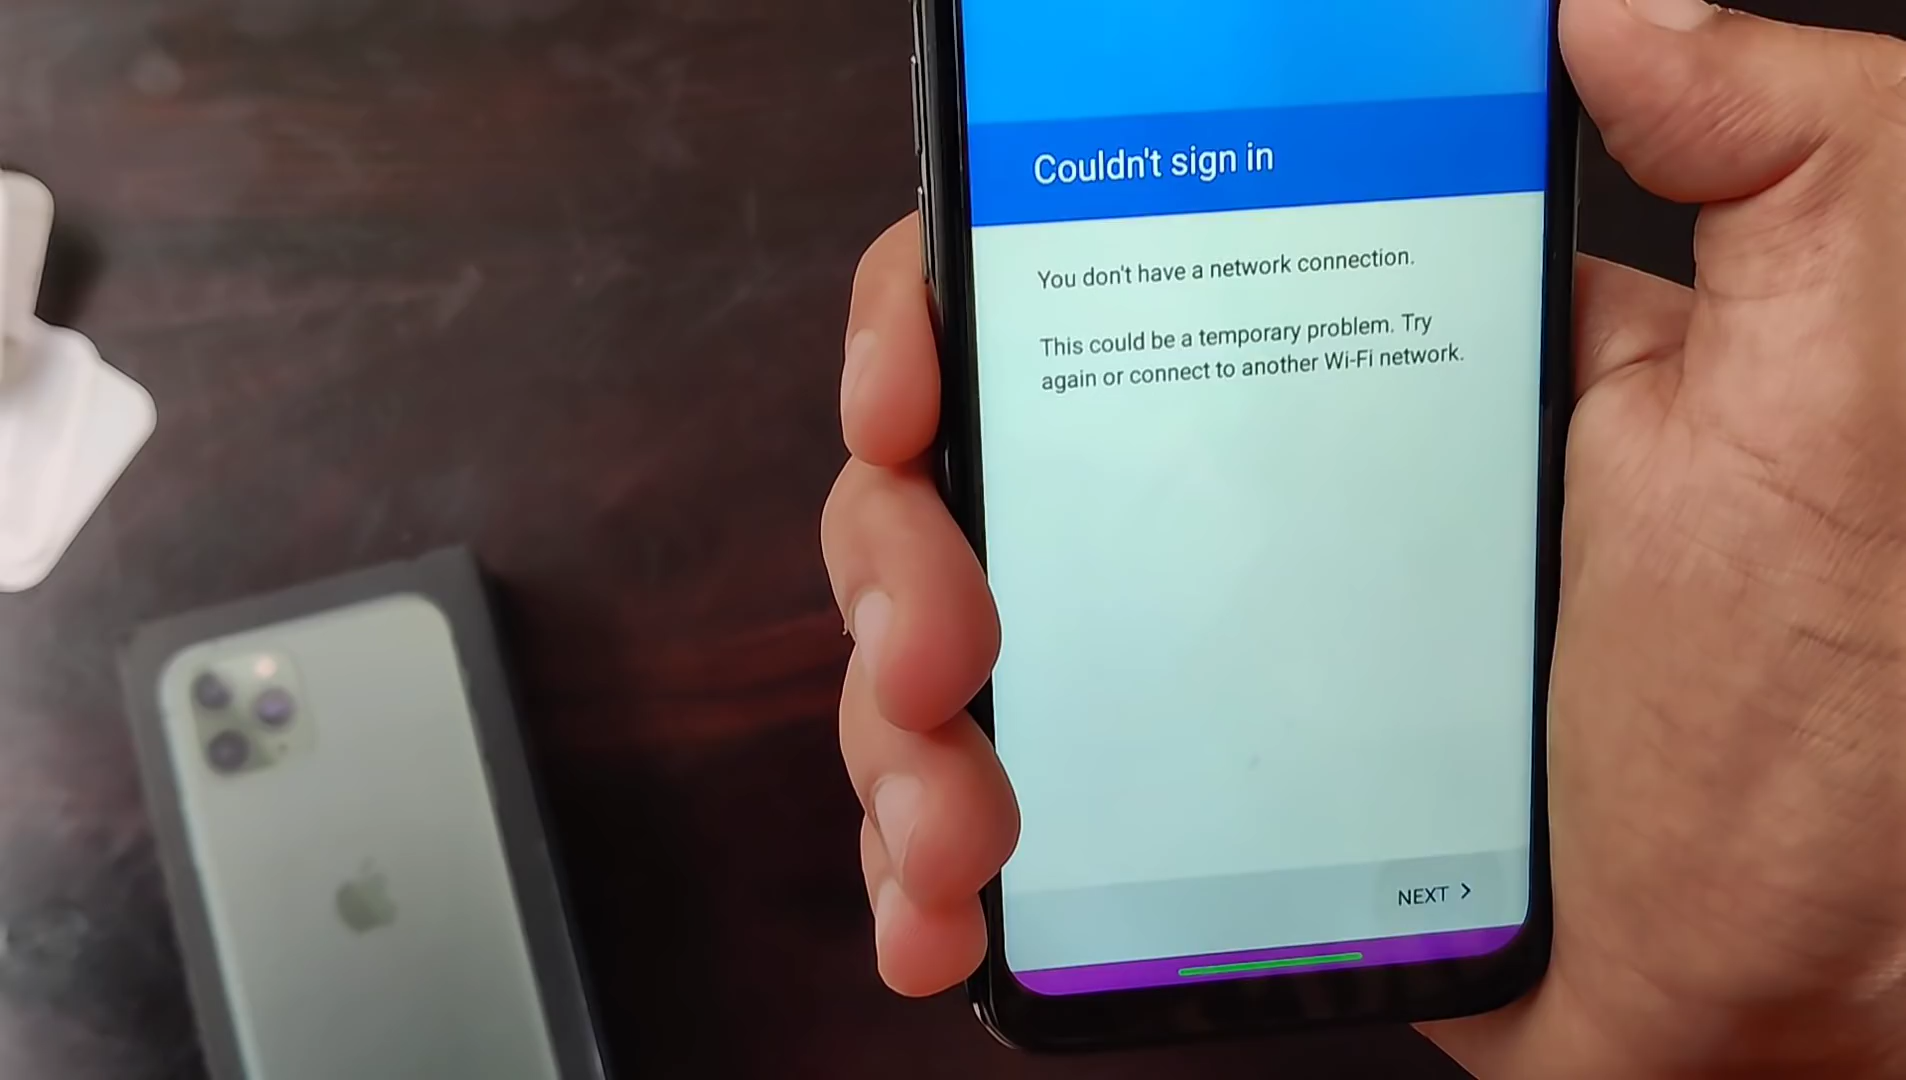 Couldn't sign in
You don't have a network connection.
This could be a temporary problem. Try
again or connect to another Wi-Fi network.
NEXT